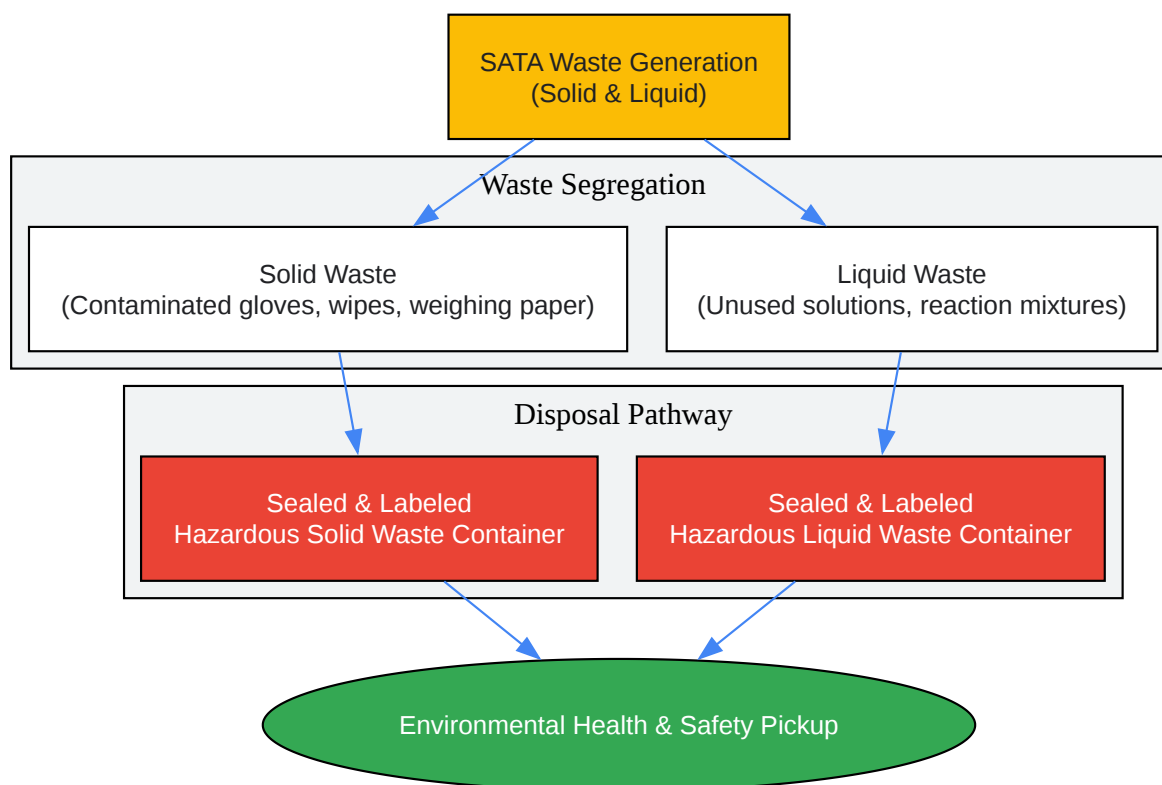 SATA Waste Generation
(Solid & Liquid)
Waste Segregation
Solid Waste
(Contaminated gloves, wipes, weighing paper)
Liquid Waste
(Unused solutions, reaction mixtures)
Disposal Pathway
Sealed & Labeled
Hazardous Solid Waste Container
Sealed & Labeled
Hazardous Liquid Waste Container
Environmental Health & Safety Pickup